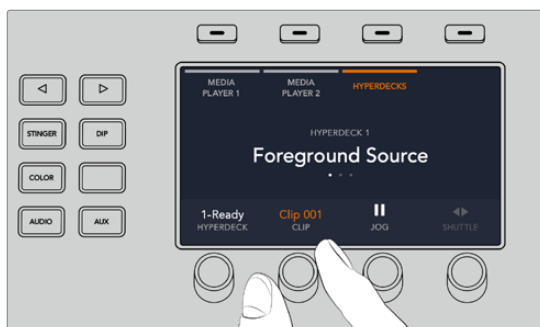 MEDIA
PLAYER 1
MEDIA
PLAYER 2
HYPERDECKS
HYPERDECK 1
Foreground Source
STINGER
DIP
COLOR
AUDIO
AUX
1-Ready
HYPERDECK
Clip 001
CLIP
JOG
SHUTTLE